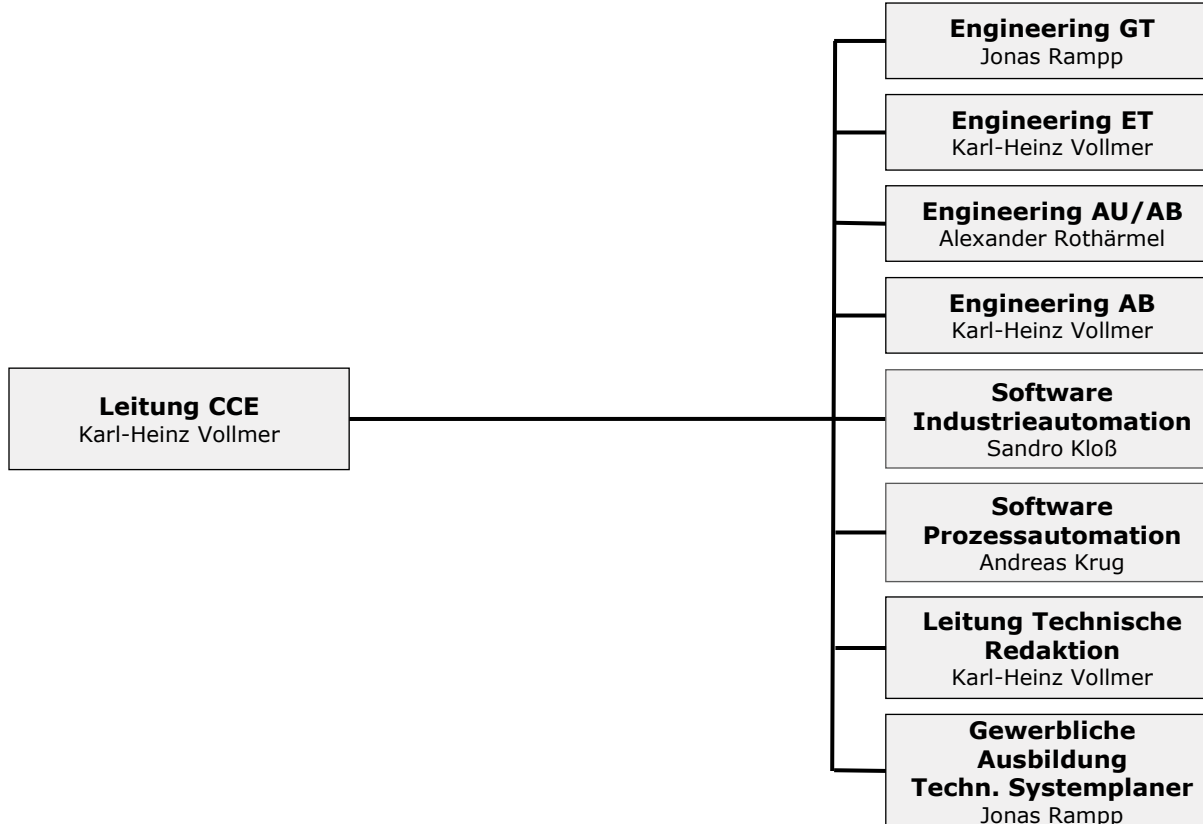 Engineering GT
Jonas Rampp
Engineering ET
Karl-Heinz Vollmer
Engineering AU/AB
Alexander Rothärmel
Engineering AB
Karl-Heinz Vollmer
Leitung CCE
Karl-Heinz Vollmer
Software
Industrieautomation
Sandro Kloß
Software
Prozessautomation
Andreas Krug
Leitung Technische
Redaktion
Karl-Heinz Vollmer
Gewerbliche
Ausbildung
Techn. Systemplaner
Jonas Rampp